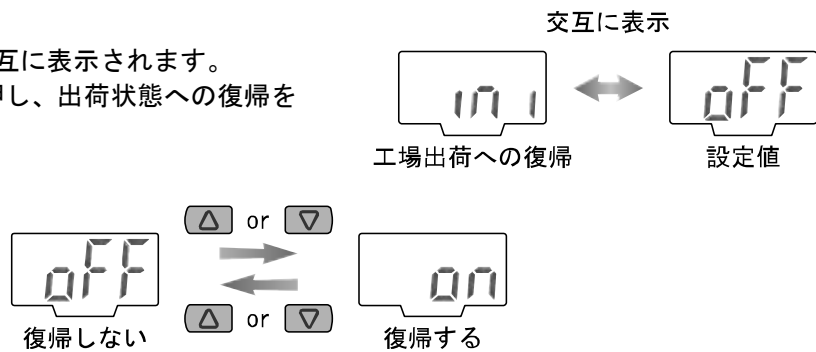 交互に表示
互に表示されます。
押し、出荷状態への復帰を
ini
oFF
工場出荷への復帰
設定値
or
oFF
on
or
復帰しない
復帰する